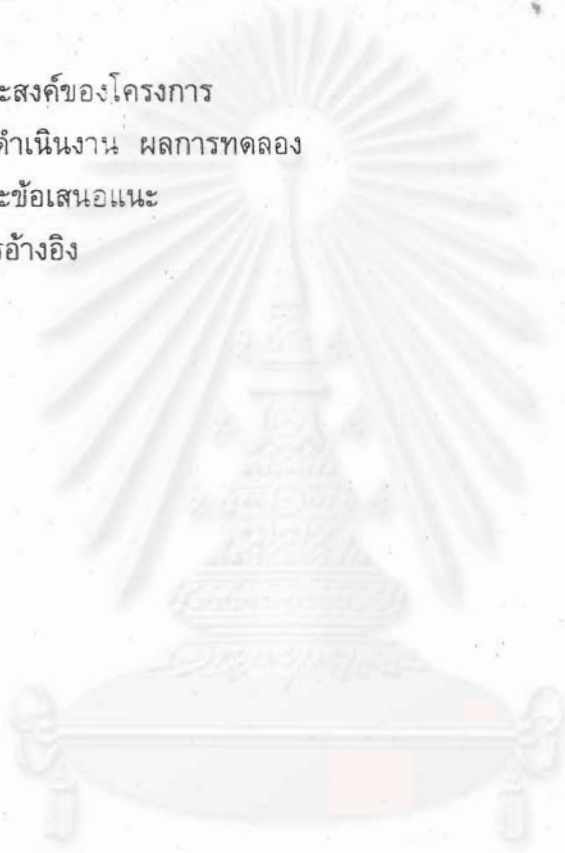 ะสงค์ของโครงการ
ดำเนินงาน ผลการทดลอง
ะข้อเสนอแนะ
รอ้างอิง